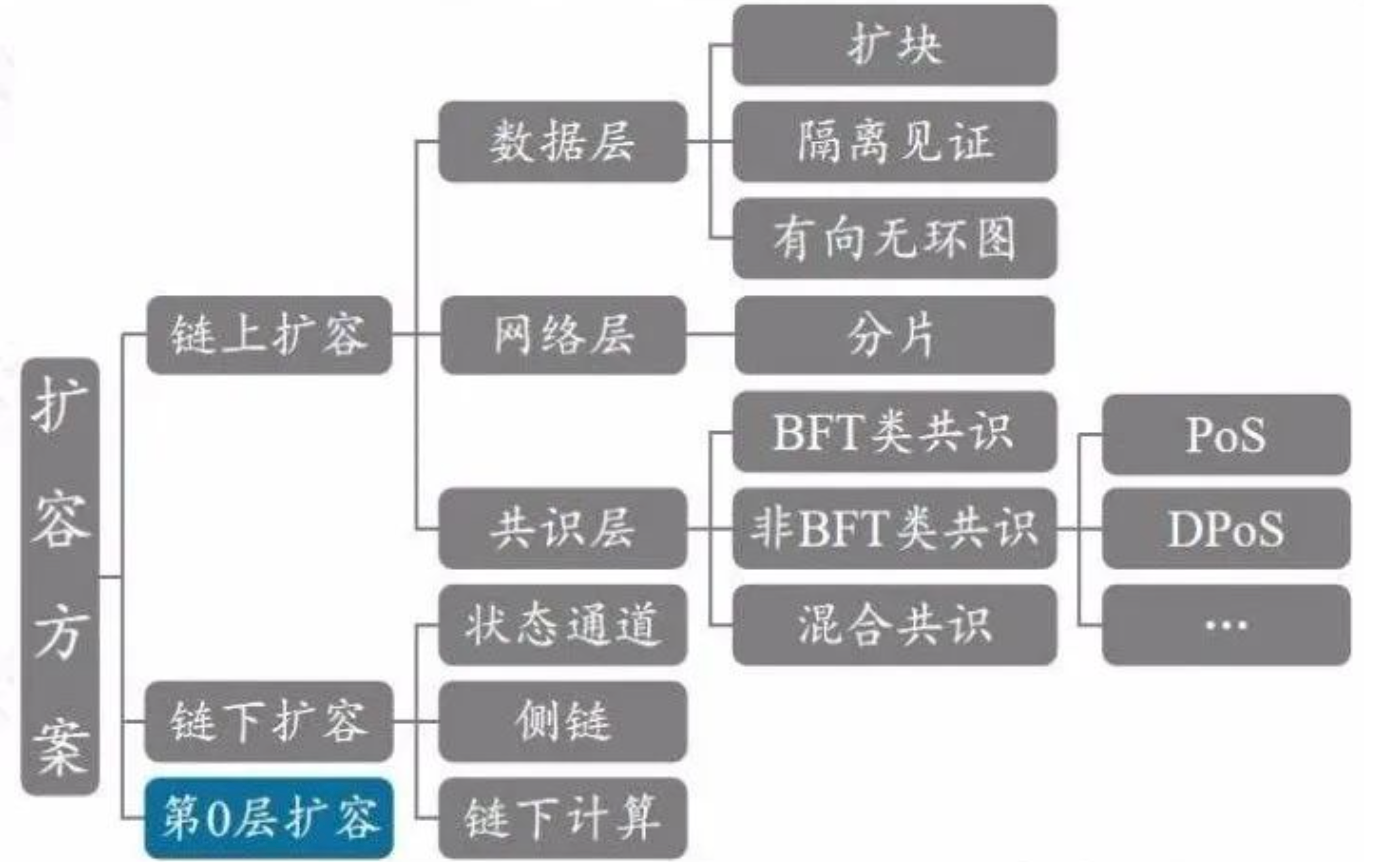 扩容方案
链上扩容
数据层
扩块
隔离见证
有向无环图
网络层
分片
共识层
BFT类共识
非BFT类共识
PoS
DPoS
...
混合共识
链下扩容
状态通道
侧链
链下计算
第0层扩容